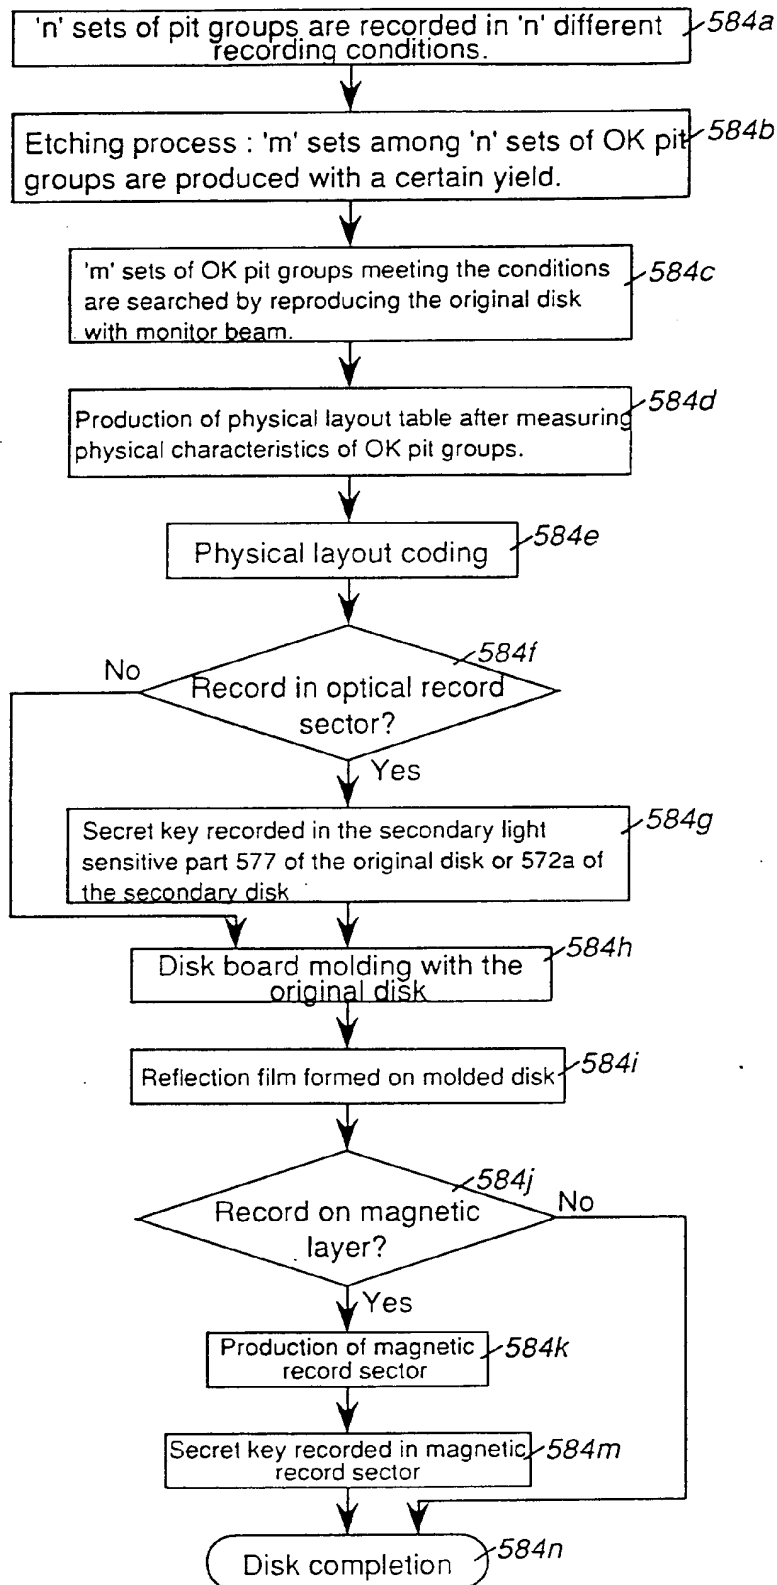 'n' sets of pit groups are recorded in 'n' different
recording conditions.
584a
Etching process : 'm' sets among 'n' sets of OK pit
groups are produced with a certain yield.
584b
'm' sets of OK pit groups meeting the conditions
are searched by reproducing the original disk
with monitor beam.
584c
Production of physical layout table after measuring
physical characteristics of OK pit groups.
584d
Physical layout coding
584e
584f
No
Record in optical record
sector?
Yes
Secret key recorded in the secondary light
sensitive part 577 of the original disk or 572a of
the secondary disk
584g
Disk board molding with the
original disk
584h
Reflection film formed on molded disk
584i
584j
No
Record on magnetic
layer?
Yes
Production of magnetic
record sector
584k
Secret key recorded in magnetic
record sector
584m
Disk completion
584n